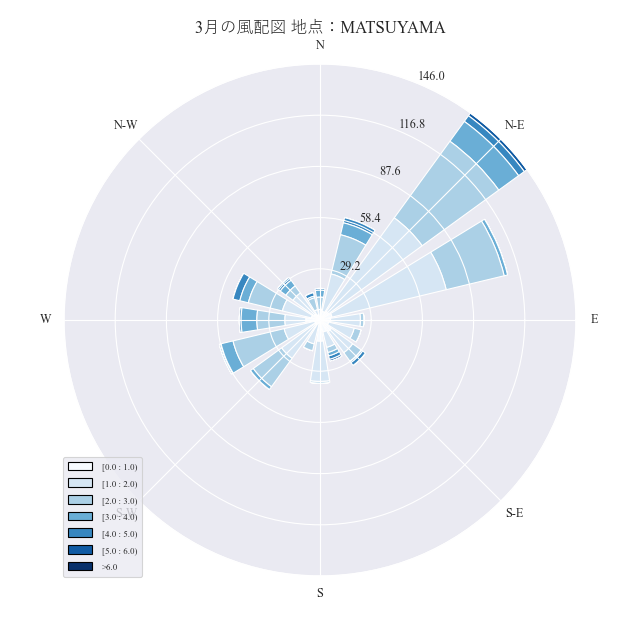 3月の風配図 地点：MATSUYAMA
N
146.0
N-W
N-E
116.8
87.6
58.4
29.2
W
E
[0.0 : 1.0)
[1.0 : 2.0)
[2.0 : 3.0)
S-W
[3.0 : 4.0)
S-E
[4.0 : 5.0)
[5.0 : 6.0)
>6.0
S